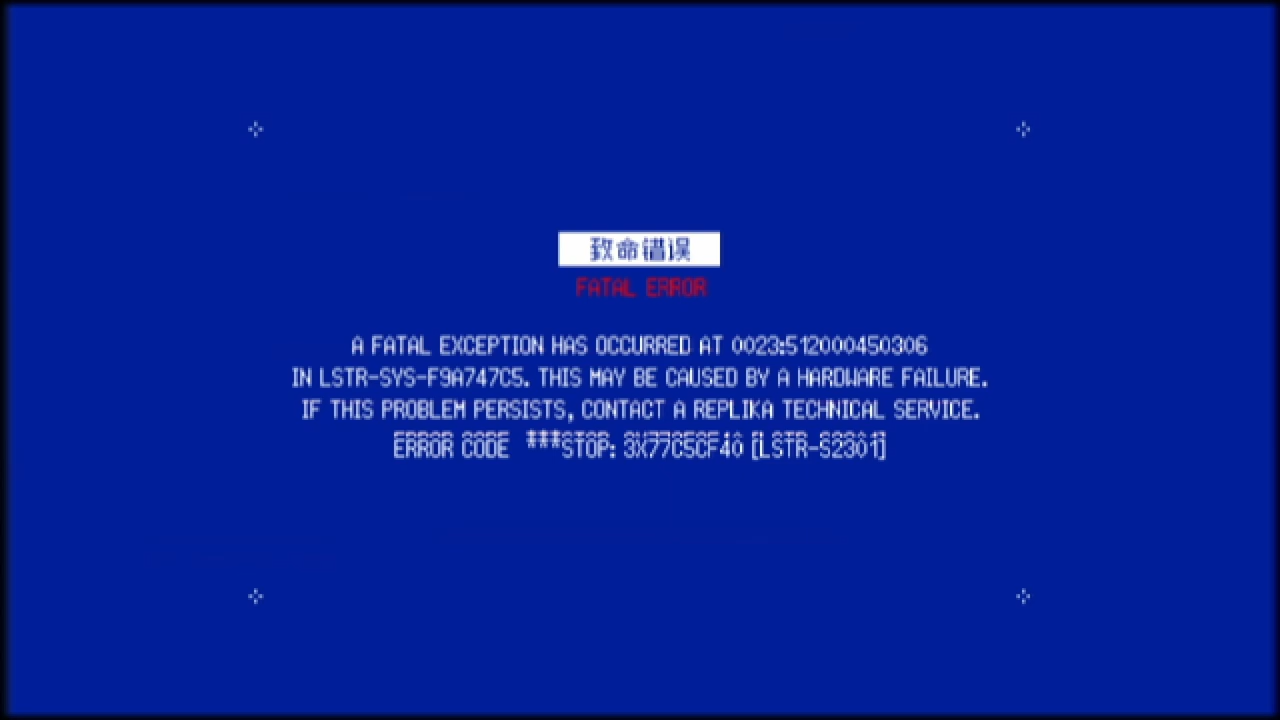 致命错误
FATAL ERROR
A FATAL EXCEPTION HAS OCCURRED AT 0023:512000450306
IN LSTR-SYS-F9A747C5. THIS MAY BE CAUSED BY A HARDWARE FAILURE.
IF THIS PROBLEM PERSISTS, CONTACT A REPLIKA TECHNICAL SERVICE.
ERROR CODE ***STOP: 3X77C5CF40 [LSTR-S2301]